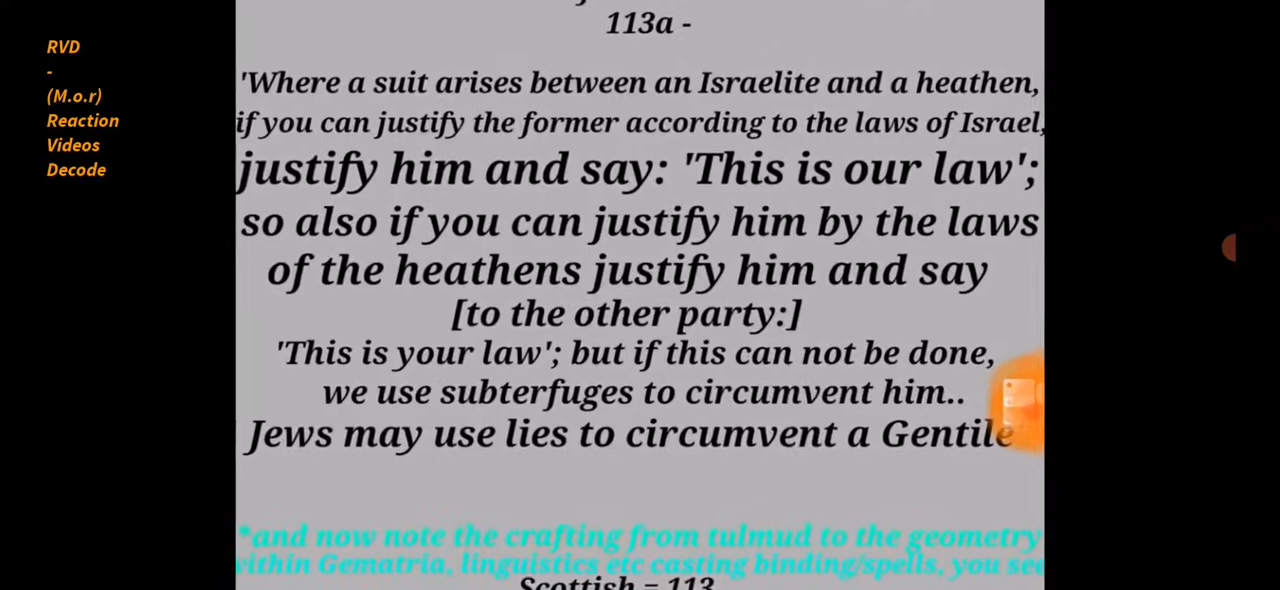 RVD
-
(M.o.r)
Reaction
Videos
Decode
113a -
'Where a suit arises between an Israelite and a heathen,
if you can justify the former according to the laws of Israel,
justify him and say: 'This is our law';
so also if you can justify him by the laws
of the heathens justify him and say
[to the other party:]
'This is your law'; but if this can not be done,
we use subterfuges to circumvent him..
Jews may use lies to circumvent a Gentile
*and now note the crafting from tulmud to the geometry
within Gematria, linguistics etc casting binding/spells, you see
Scottish = 113